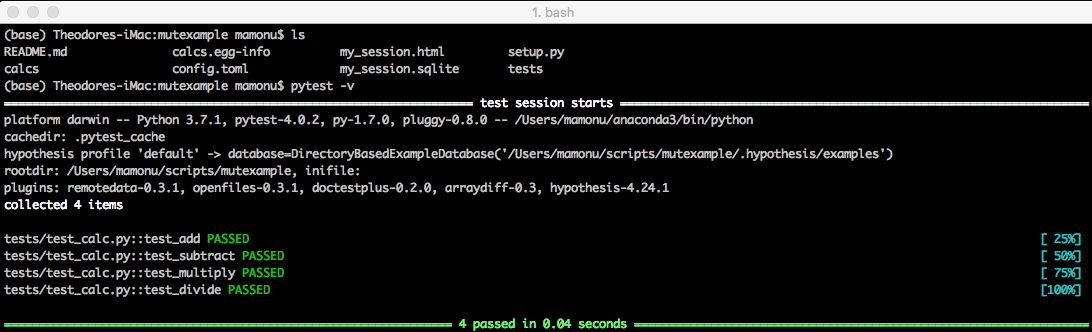 1. bash
(base) Theodores-iMac:mutexample mamonu$ ls
README.md calcs.egg-info my_session.html setup.py
calcs config.toml my_session.sqlite tests
(base) Theodores-iMac:mutexample mamonu$ pytest -v
test session starts
platform darwin -- Python 3.7.1, pytest-4.0.2, py-1.7.0, pluggy-0.8.0 -- /Users/mamonu/anaconda3/bin/python
cachedir: .pytest_cache
hypothesis profile 'default' -> database=DirectoryBasedExampleDatabase('/Users/mamonu/scripts/mutexample/.hypothesis/examples')
rootdir: /Users/mamonu/scripts/mutexample, inifile:
plugins: remotedata-0.3.1, openfiles-0.3.1, doctestplus-0.2.0, arraydiff-0.3, hypothesis-4.24.1
collected 4 items
tests/test_calc.py::test_add PASSED [ 25%]
tests/test_calc.py::test_subtract PASSED [ 50%]
tests/test_calc.py::test_multiply PASSED [ 75%]
tests/test_calc.py::test_divide PASSED [100%]
4 passed in 0.04 seconds